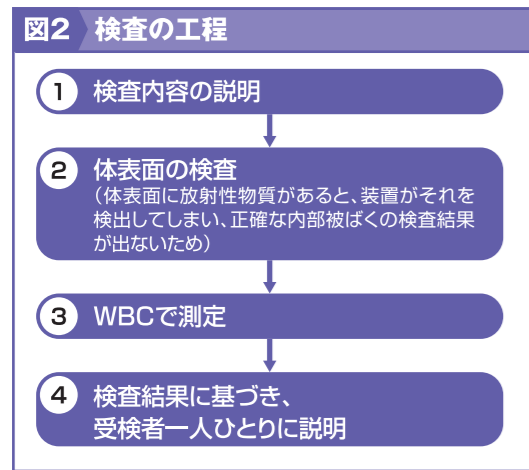 図2 検査の工程
1 検査内容の説明
2 体表面の検査
（体表面に放射性物質があると、装置がそれを
検出してしまい、正確な内部被ばくの検査結果
が出ないため）
3 WBCで測定
4 検査結果に基づき、
受検者一人ひとりに説明